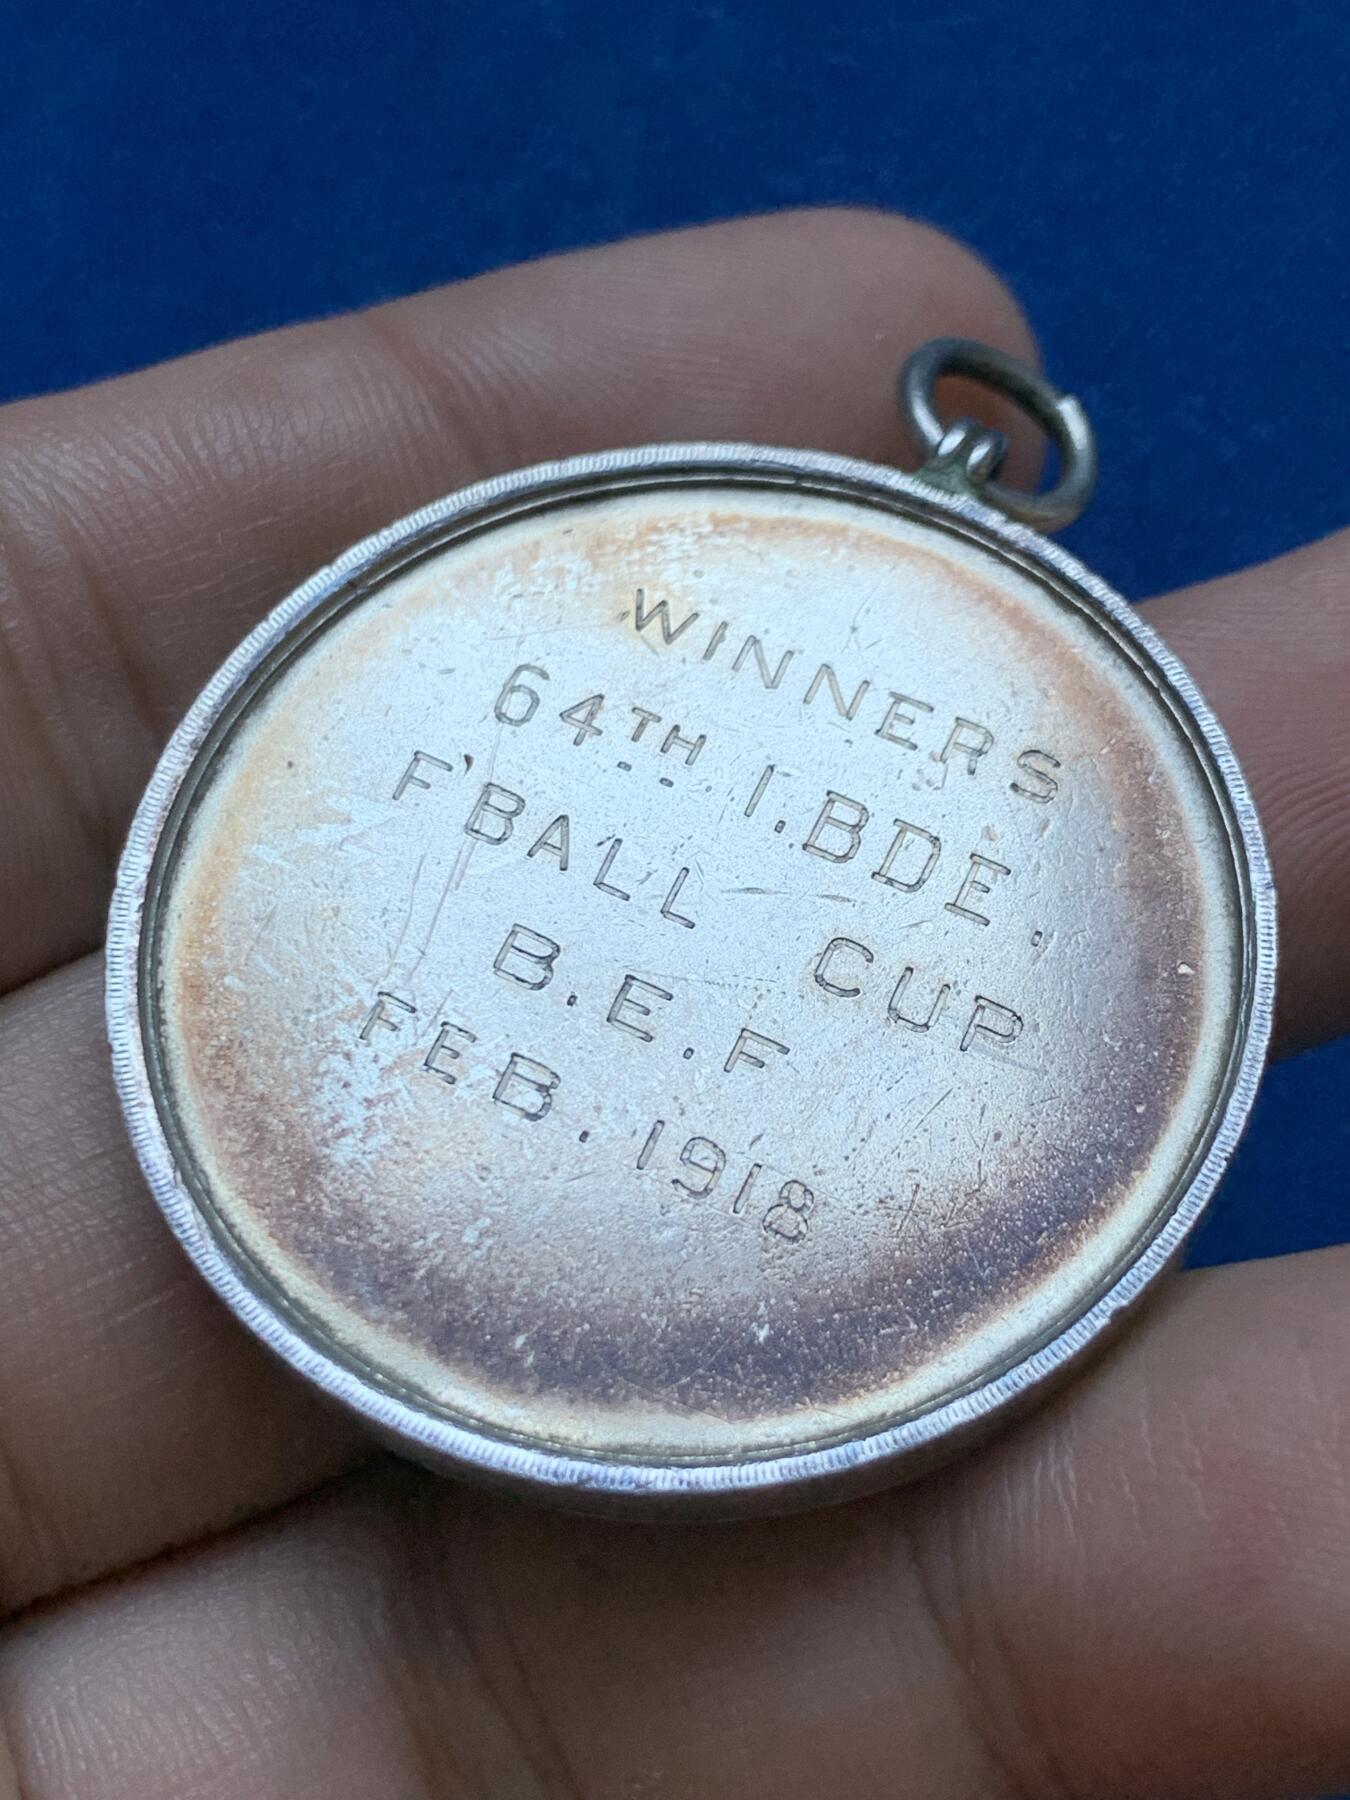 WINNERS
64TH I.BDE.
F'BALL CUP
B.E.F
FEB. 1918